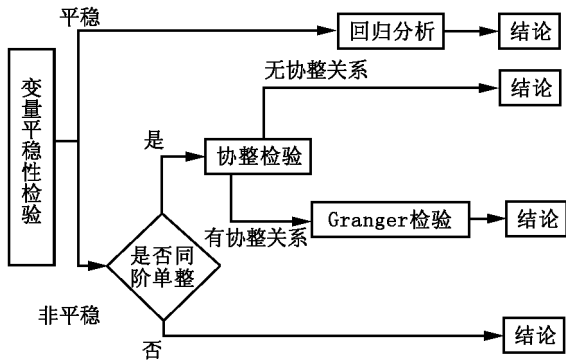 平稳
回归分析
结论
无协整关系
结论
变量平稳性检验
是
协整检验
Granger检验
结论
有协整关系
是否同
阶单整
非平稳
否
结论